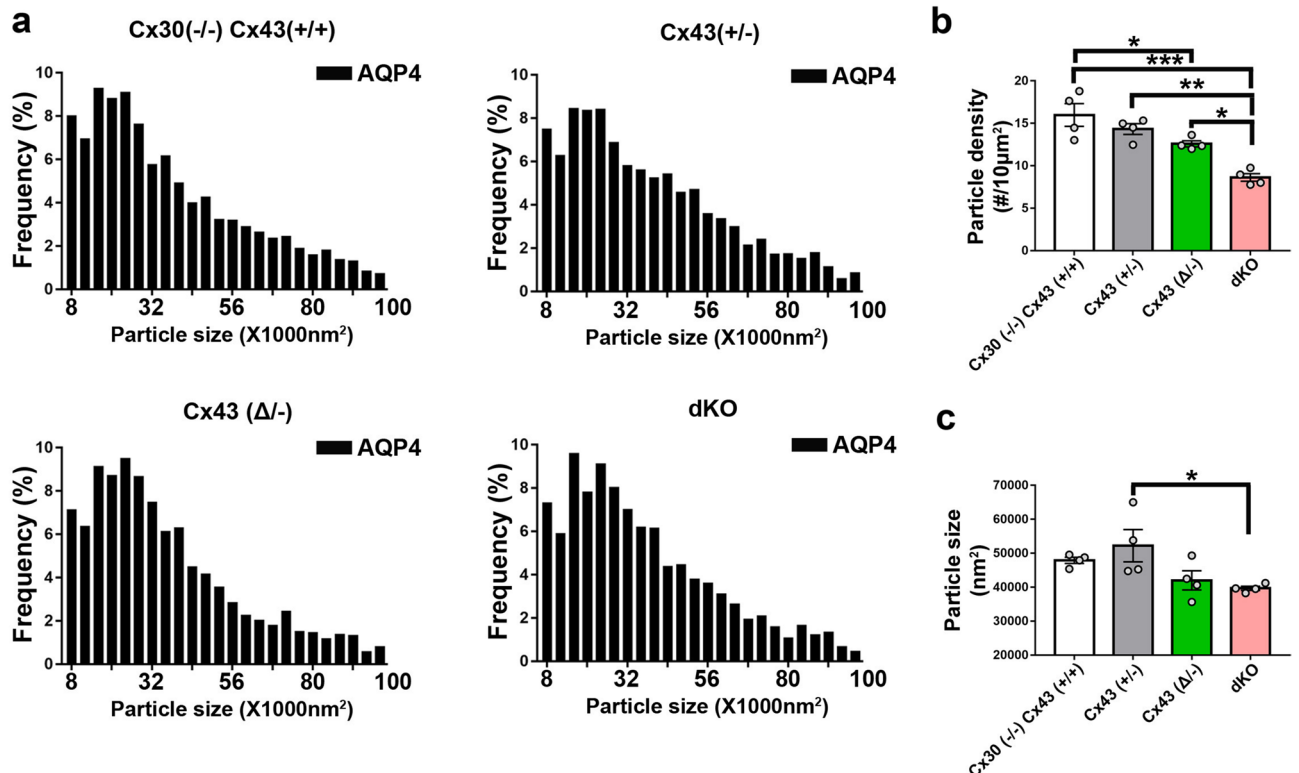 a
Cx30(-/-) Cx43(+/+)
AQP4
Frequency (%)
10
8
6
4
2
0
8 32 56 80 100
Particle size (X1000nm²)
Cx43(+/-)
AQP4
Frequency (%)
10
8
6
4
2
0
8 32 56 80 100
Particle size (X1000nm²)
Cx43 (Δ/-)
AQP4
Frequency (%)
10
8
6
4
2
0
8 32 56 80 100
Particle size (X1000nm²)
dKO
AQP4
Frequency (%)
10
8
6
4
2
0
8 32 56 80 100
Particle size (X1000nm²)
b
*
***
**
*
Particle density
(#/10µm²)
20
15
10
5
0
Cx30 (-/-) Cx43 (+/+)
Cx43 (+/-)
Cx43 (Δ/-)
dKO
c
*
Particle size
(nm²)
70000
60000
50000
40000
30000
20000
Cx30 (-/-) Cx43 (+/+)
Cx43 (+/-)
Cx43 (Δ/-)
dKO